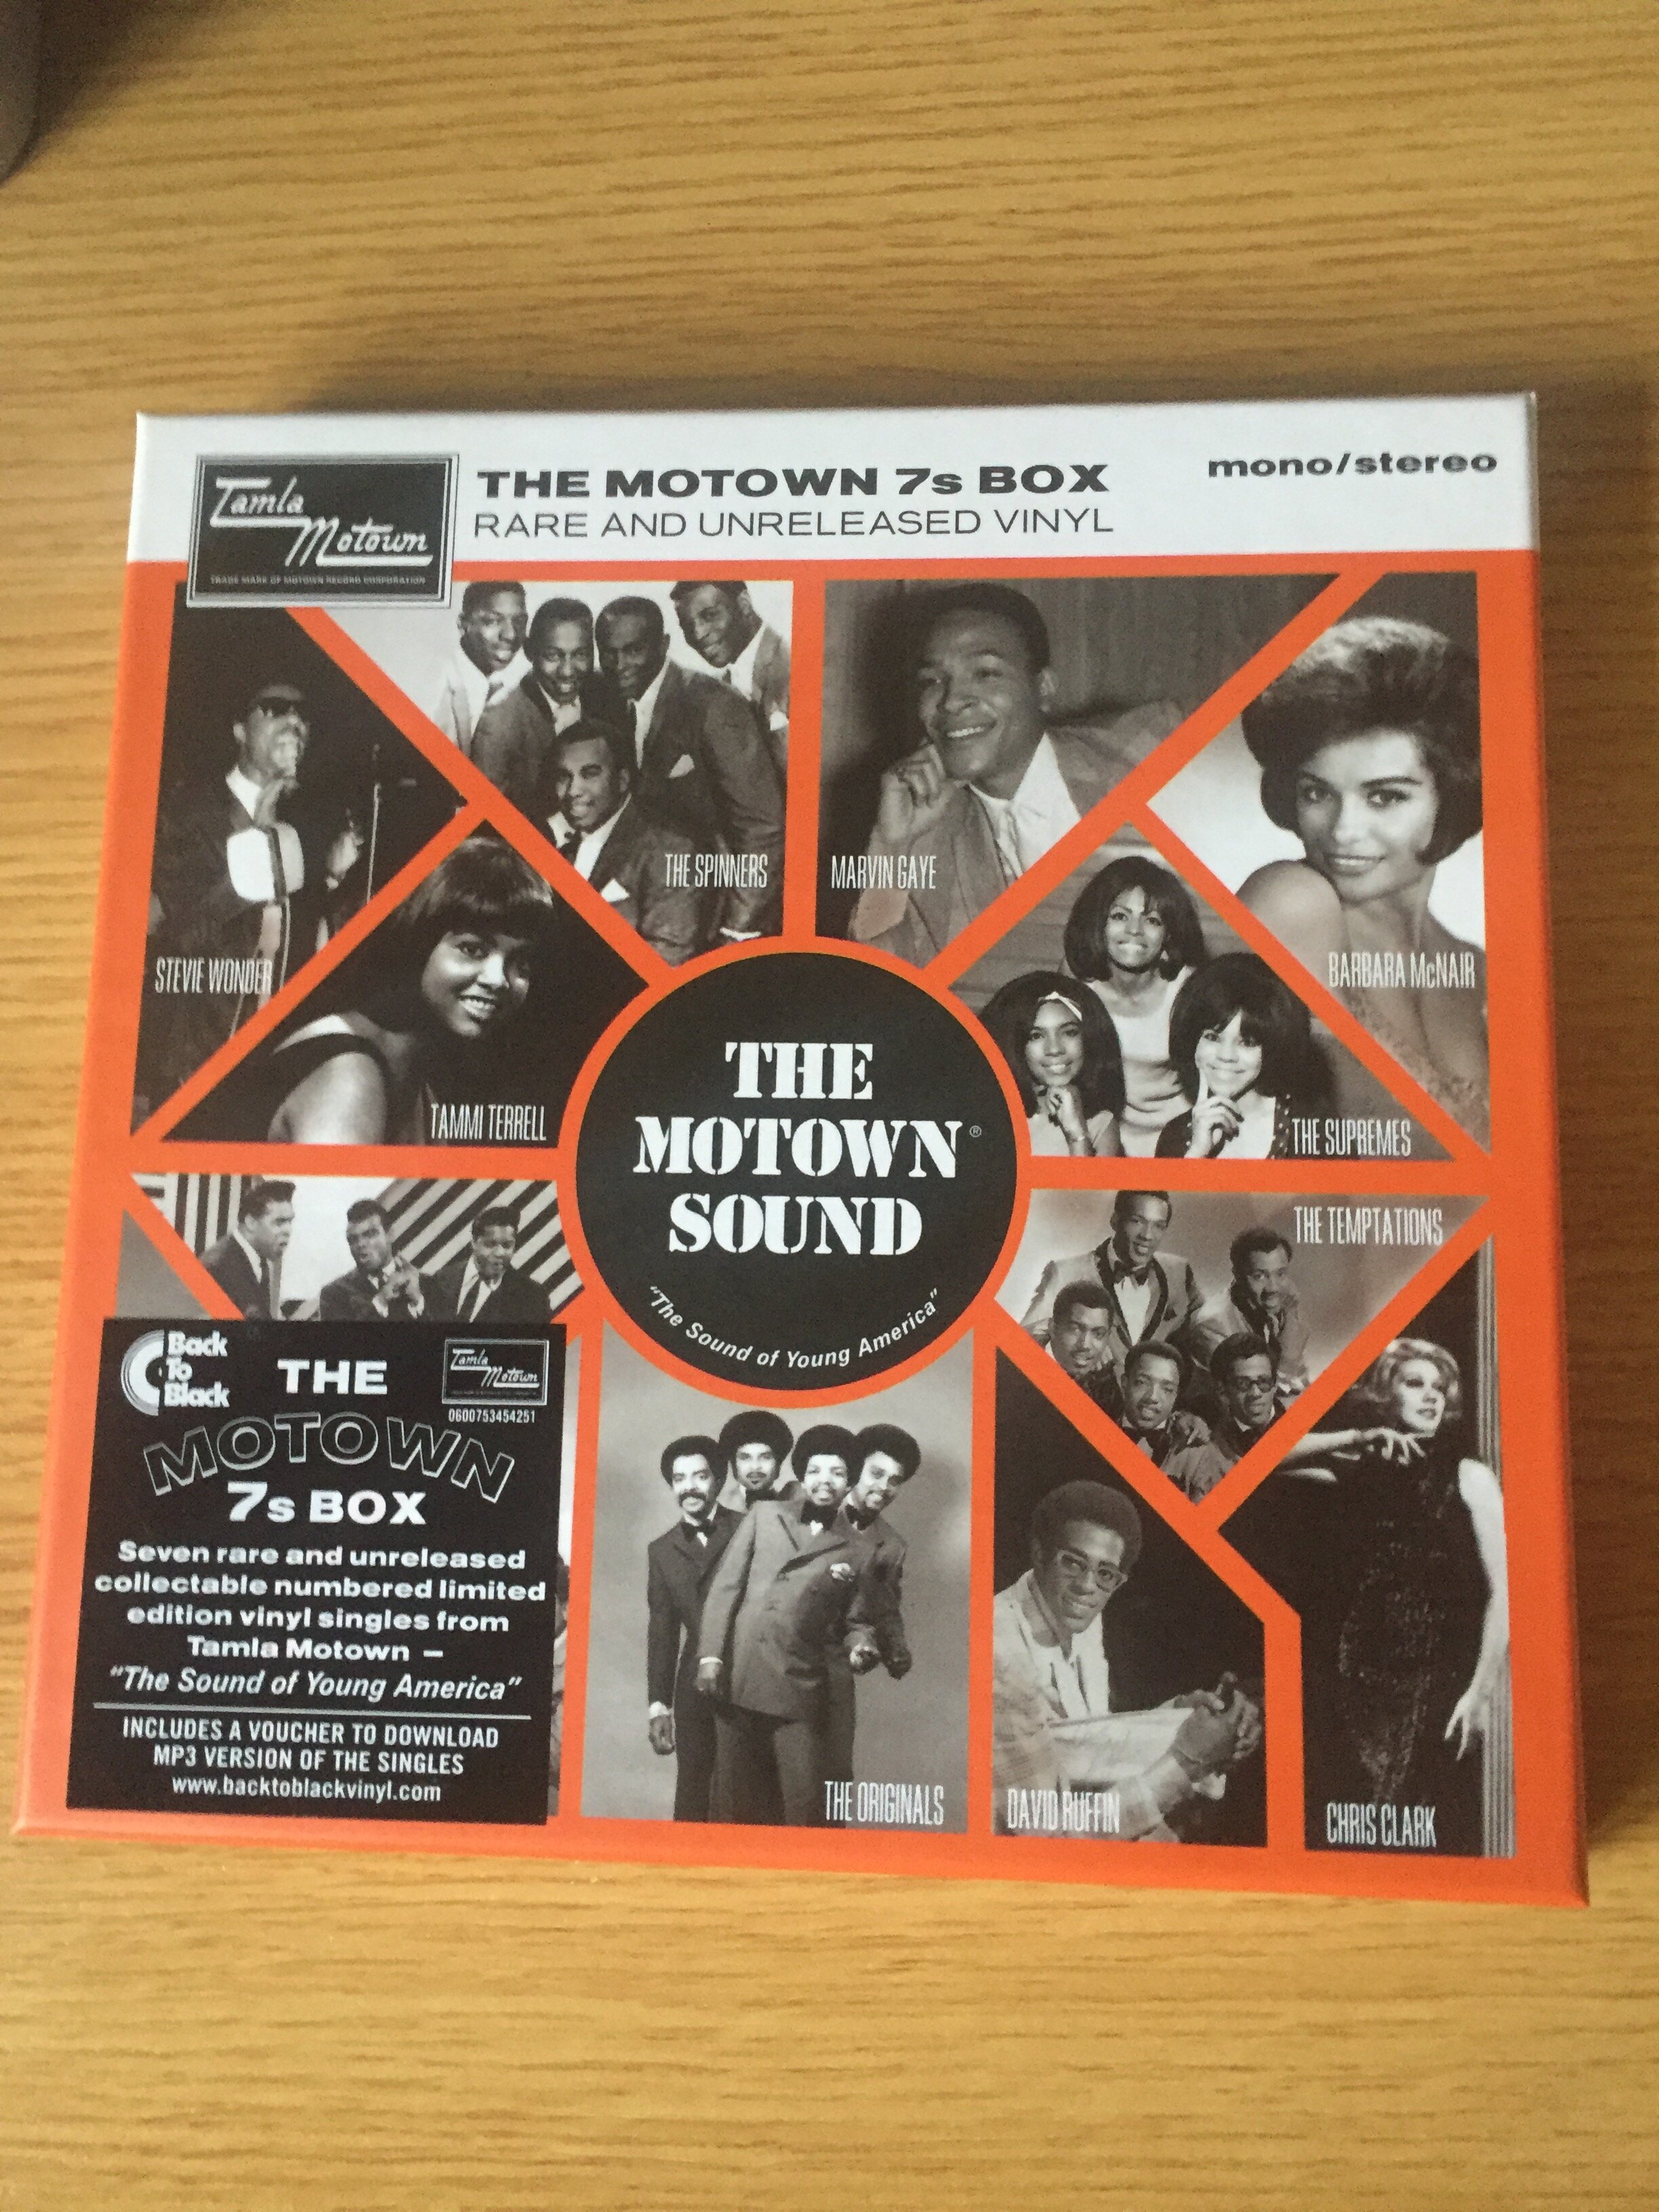 Tamla
Motown
TRADE MARK OF MOTOWN RECORD CORPORATION
THE MOTOWN 7s BOX
RARE AND UNRELEASED VINYL
mono/stereo
THE SPINNERS
MARVIN GAYE
STEVIE WONDER
BARBARA McNAIR
TAMMI TERRELL
THE SUPREMES
THE
MOTOWN®
SOUND
"The Sound of Young America"
THE TEMPTATIONS
Back
To
Black
THE
Tamla
Motown
0600753454251
MOTOWN
7s BOX
Seven rare and unreleased
collectable numbered limited
edition vinyl singles from
Tamla Motown –
"The Sound of Young America"
INCLUDES A VOUCHER TO DOWNLOAD
MP3 VERSION OF THE SINGLES
www.backtoblackvinyl.com
THE ORIGINALS
DAVID RUFFIN
CHRIS CLARK